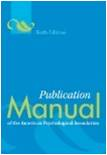 Sixth Edition
Publication
Manual
of the American Psychological Association